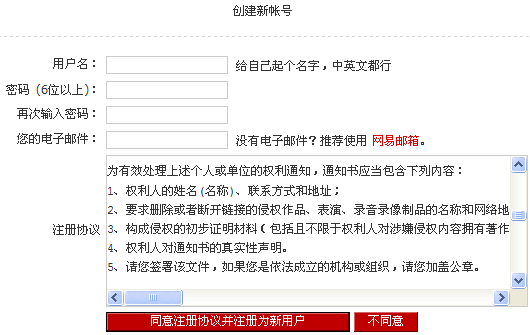 创建新帐号
用户名： 给自己起个名字，中英文都行
密码（6位以上）：
再次输入密码：
您的电子邮件： 没有电子邮件？推荐使用 网易邮箱。
注册协议
为有效处理上述个人或单位的权利通知，通知书应当包含下列内容：
1、权利人的姓名(名称)、联系方式和地址；
2、要求删除或者断开链接的侵权作品、表演、录音录像制品的名称和网络地
3、构成侵权的初步证明材料（包括且不限于权利人对涉嫌侵权内容拥有著作
4、权利人对通知书的真实性声明。
5、请您签署该文件，如果您是依法成立的机构或组织，请您加盖公章。
同意注册协议并注册为新用户 不同意